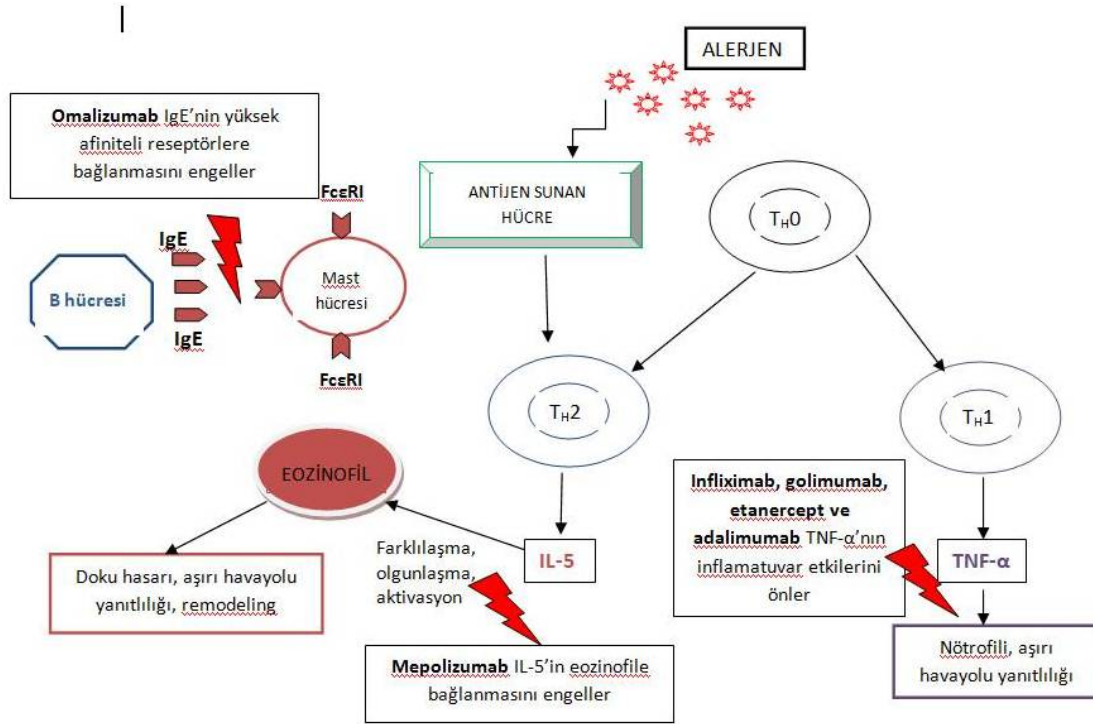 ALERJEN
Omalizumab IgE'nin yüksek
afiniteli reseptörlere
bağlanmasını engeller
ANTİJEN SUNAN
HÜCRE
TH0
FcεRI
IgE
B hücresi
Mast
hücresi
IgE
FcεRI
TH2
TH1
EOZİNOFİL
Infliximab, golimumab,
etanercept ve
adalimumab TNF-α'nın
inflamatuvar etkilerini
önler
Farklılaşma,
olgunlaşma,
aktivasyon
IL-5
TNF-α
Doku hasarı, aşırı havayolu
yanıtlılığı, remodeling
Mepolizumab IL-5'in eozinofile
bağlanmasını engeller
Nötrofili, aşırı
havayolu yanıtlılığı